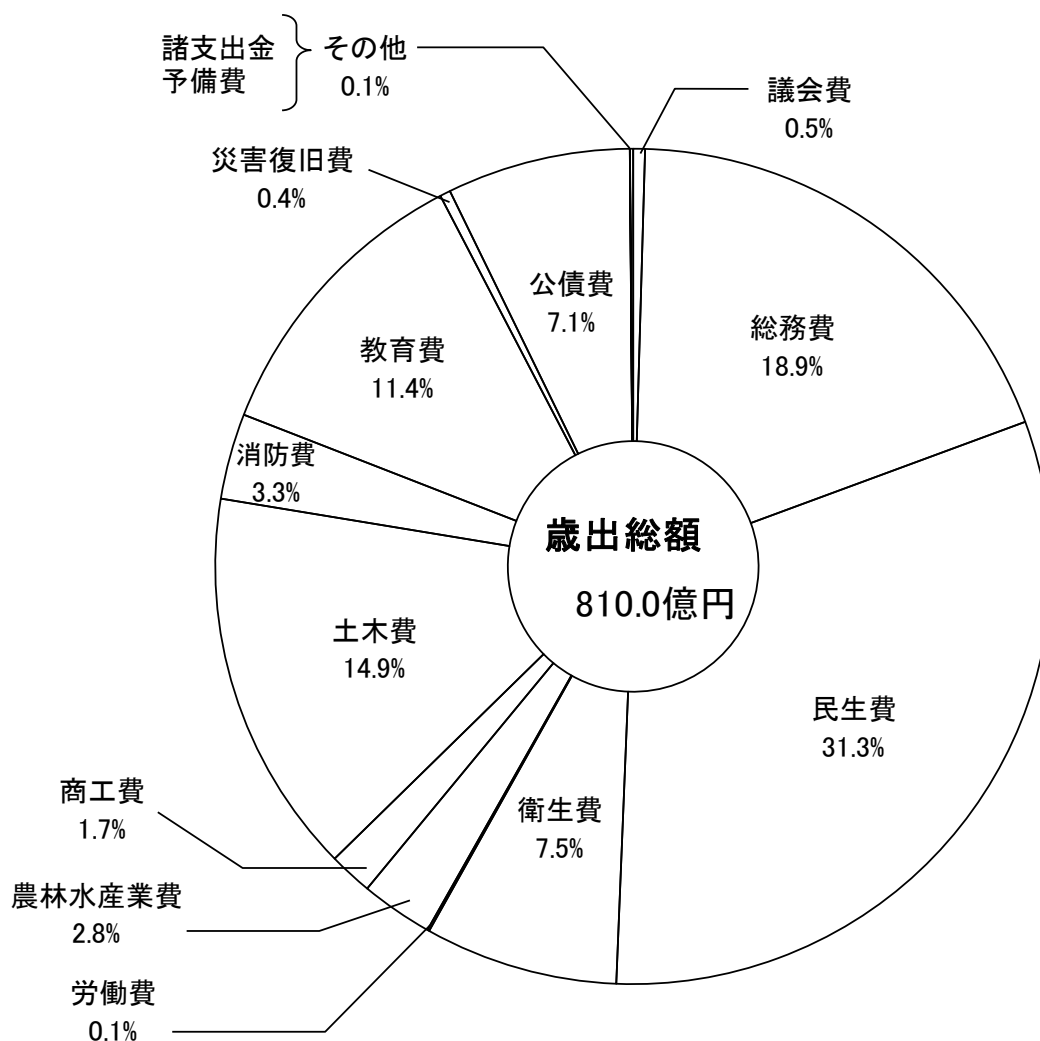 諸支出金
予備費
その他
0.1%
議会費
0.5%
災害復旧費
0.4%
公債費
7.1%
総務費
18.9%
教育費
11.4%
消防費
3.3%
歳出総額
810.0億円
土木費
14.9%
民生費
31.3%
商工費
1.7%
衛生費
7.5%
農林水産業費
2.8%
労働費
0.1%